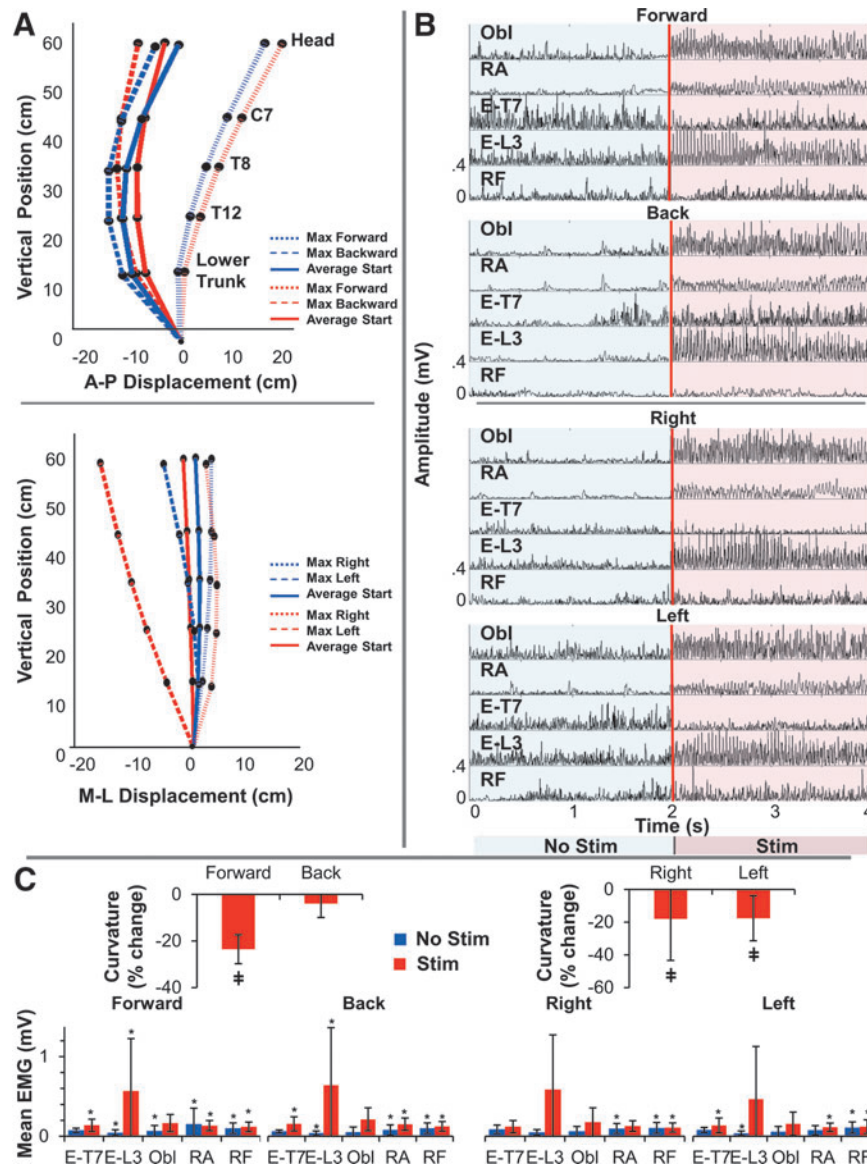 A
60
50
40
30
20
10
0
Vertical Position (cm)
Head
C7
T8
T12
Lower
Trunk
Max Forward
Max Backward
Average Start
Max Forward
Max Backward
Average Start
-20 -10 0 10 20
A-P Displacement (cm)
60
50
40
30
20
10
0
Vertical Position (cm)
Max Right
Max Left
Average Start
Max Right
Max Left
Average Start
-20 -10 0 10 20
M-L Displacement (cm)
B
Amplitude (mV)
Forward
Obl
RA
E-T7
E-L3
.4
RF
0
Back
Obl
RA
E-T7
E-L3
.4
RF
0
Right
Obl
RA
E-T7
E-L3
.4
RF
0
Left
Obl
RA
E-T7
E-L3
.4
RF
0
0 1 2 3 4
Time (s)
No Stim Stim
C
Forward Back
0
-20
-40
Curvature
(% change)
ǂ
No Stim
Stim
Right Left
0
-20
-40
-60
Curvature
(% change)
ǂ ǂ
Forward Back Right Left
Mean EMG (mV)
1
0
* * * * * * *
* * * * * * *
* * * * *
E-T7 E-L3 Obl RA RF E-T7 E-L3 Obl RA RF E-T7 E-L3 Obl RA RF E-T7 E-L3 Obl RA RF